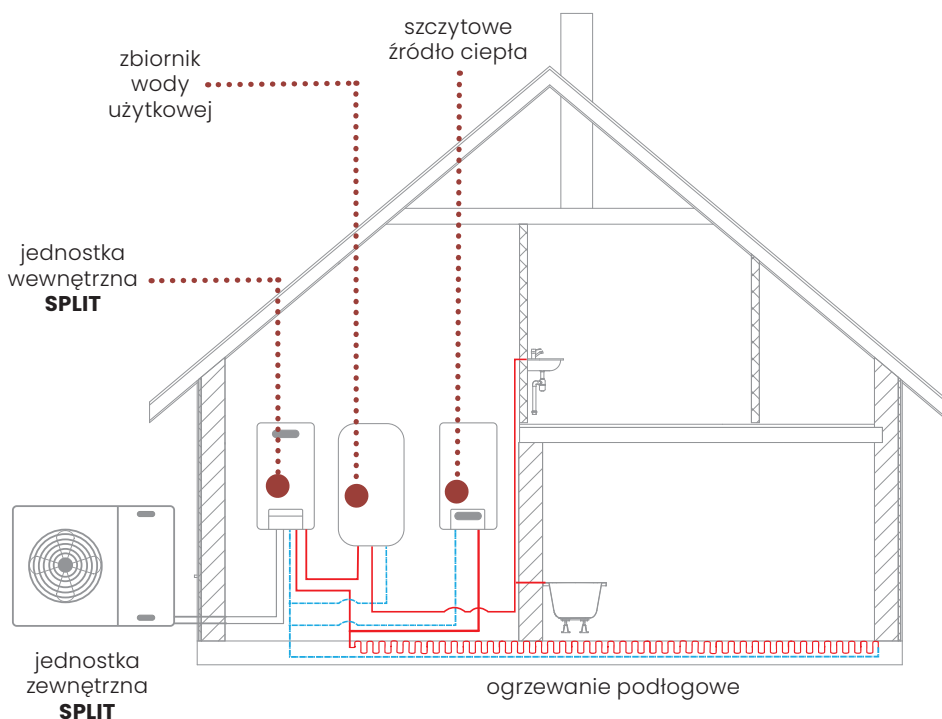 szczytowe
źródło ciepła
zbiornik
wody
użytkowej
jednostka
wewnętrzna
SPLIT
jednostka
zewnętrzna
SPLIT
ogrzewanie podłogowe